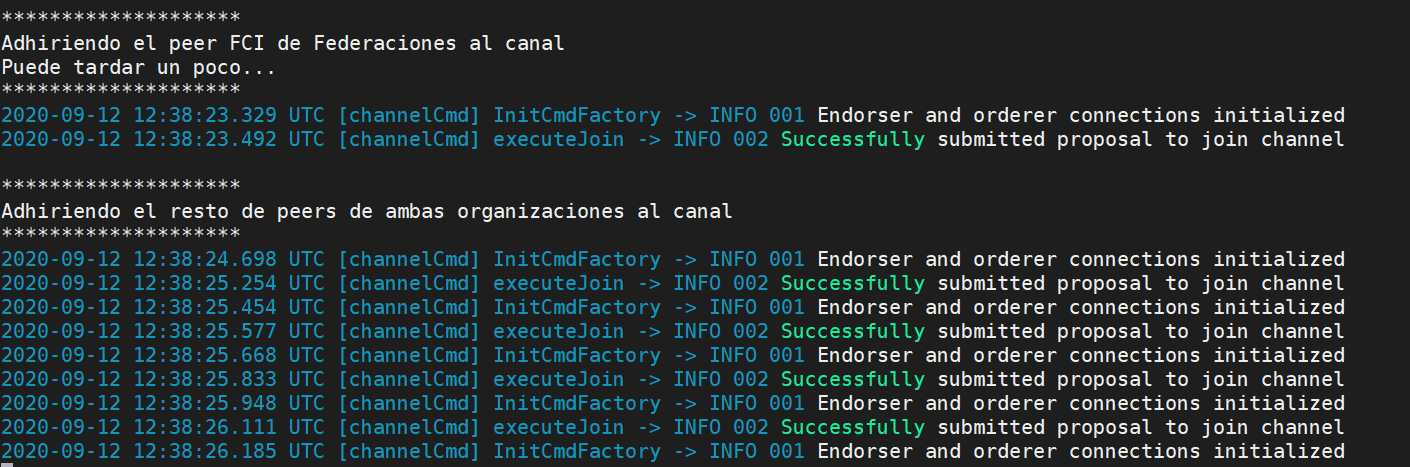 ********************
Adhiriendo el peer FCI de Federaciones al canal
Puede tardar un poco...
********************
2020-09-12 12:38:23.329 UTC [channelCmd] InitCmdFactory -> INFO 001 Endorser and orderer connections initialized
2020-09-12 12:38:23.492 UTC [channelCmd] executeJoin -> INFO 002 Successfully submitted proposal to join channel
********************
Adhiriendo el resto de peers de ambas organizaciones al canal
********************
2020-09-12 12:38:24.698 UTC [channelCmd] InitCmdFactory -> INFO 001 Endorser and orderer connections initialized
2020-09-12 12:38:25.254 UTC [channelCmd] executeJoin -> INFO 002 Successfully submitted proposal to join channel
2020-09-12 12:38:25.454 UTC [channelCmd] InitCmdFactory -> INFO 001 Endorser and orderer connections initialized
2020-09-12 12:38:25.577 UTC [channelCmd] executeJoin -> INFO 002 Successfully submitted proposal to join channel
2020-09-12 12:38:25.668 UTC [channelCmd] InitCmdFactory -> INFO 001 Endorser and orderer connections initialized
2020-09-12 12:38:25.833 UTC [channelCmd] executeJoin -> INFO 002 Successfully submitted proposal to join channel
2020-09-12 12:38:25.948 UTC [channelCmd] InitCmdFactory -> INFO 001 Endorser and orderer connections initialized
2020-09-12 12:38:26.111 UTC [channelCmd] executeJoin -> INFO 002 Successfully submitted proposal to join channel
2020-09-12 12:38:26.185 UTC [channelCmd] InitCmdFactory -> INFO 001 Endorser and orderer connections initialized